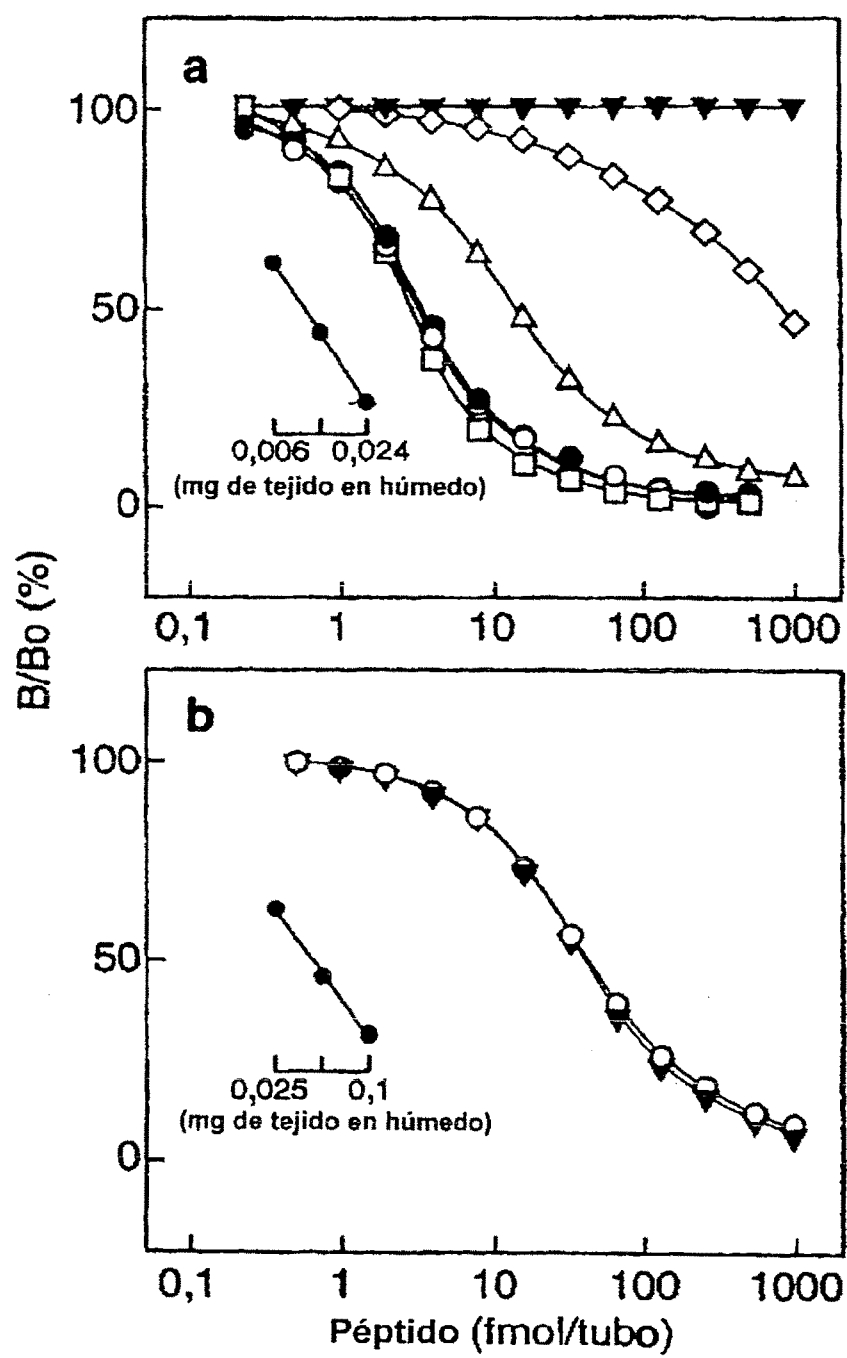 a
100
50
0
0,006 0,024
(mg de tejido en húmedo)
0,1 1 10 100 1000
B/Bo (%)
b
100
50
0
0,025 0,1
(mg de tejido en húmedo)
0,1 1 10 100 1000
Péptido (fmol/tubo)